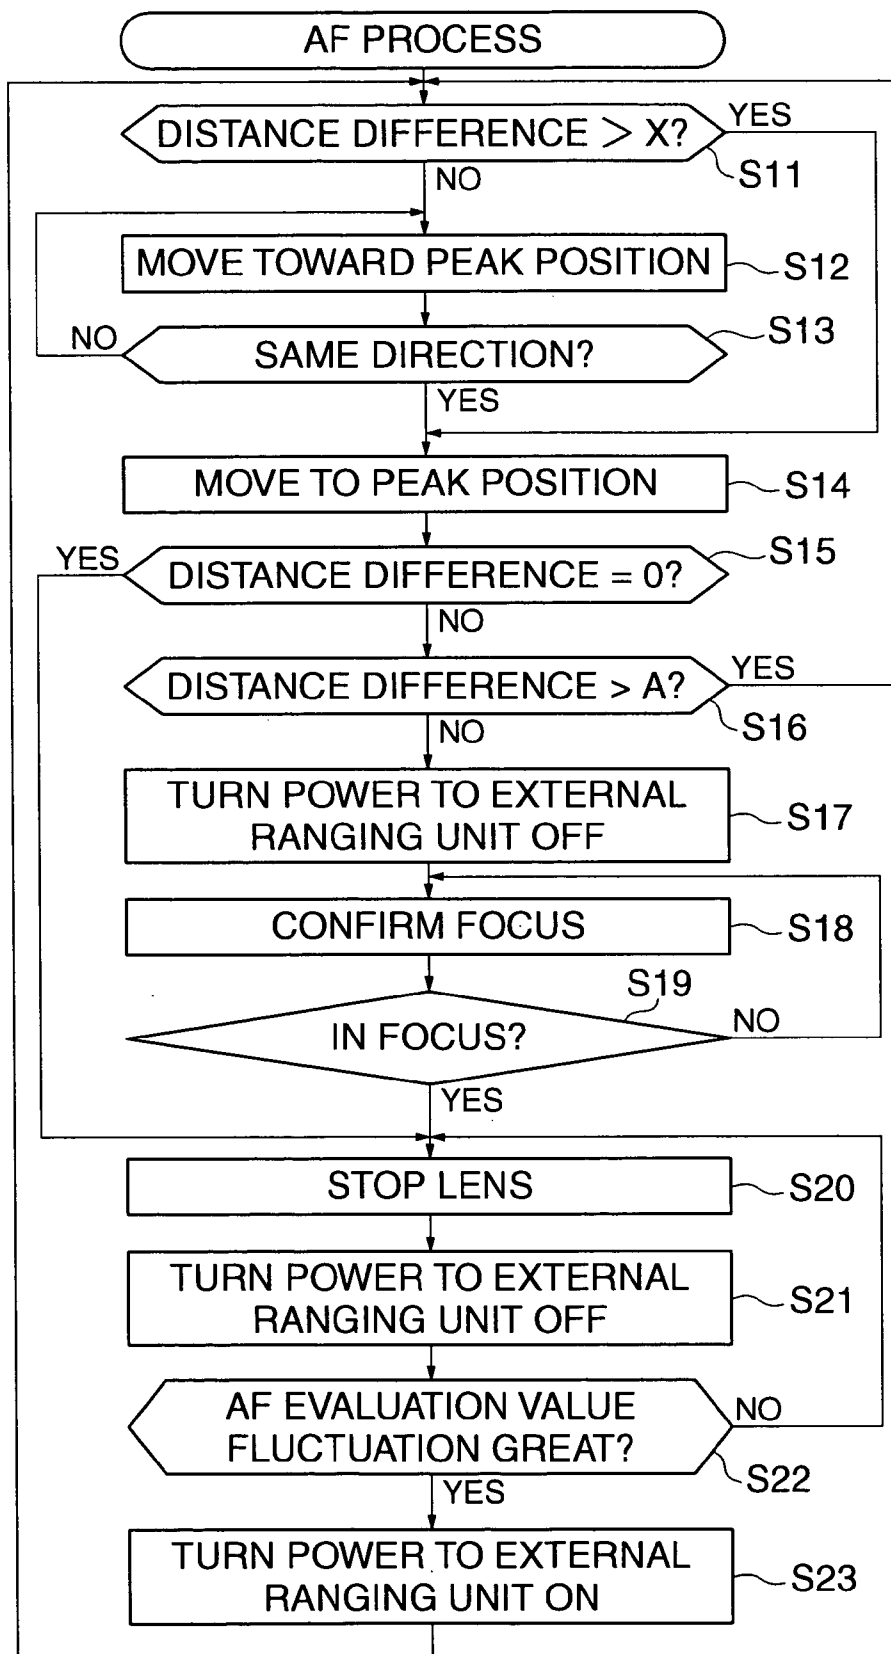 AF PROCESS
DISTANCE DIFFERENCE > X?
YES
S11
NO
MOVE TOWARD PEAK POSITION
S12
S13
NO
SAME DIRECTION?
YES
MOVE TO PEAK POSITION
S14
YES
DISTANCE DIFFERENCE = 0?
S15
NO
DISTANCE DIFFERENCE > A?
YES
S16
NO
TURN POWER TO EXTERNAL
RANGING UNIT OFF
S17
CONFIRM FOCUS
S18
S19
IN FOCUS?
NO
YES
STOP LENS
S20
TURN POWER TO EXTERNAL
RANGING UNIT OFF
S21
AF EVALUATION VALUE
FLUCTUATION GREAT?
NO
S22
YES
TURN POWER TO EXTERNAL
RANGING UNIT ON
S23